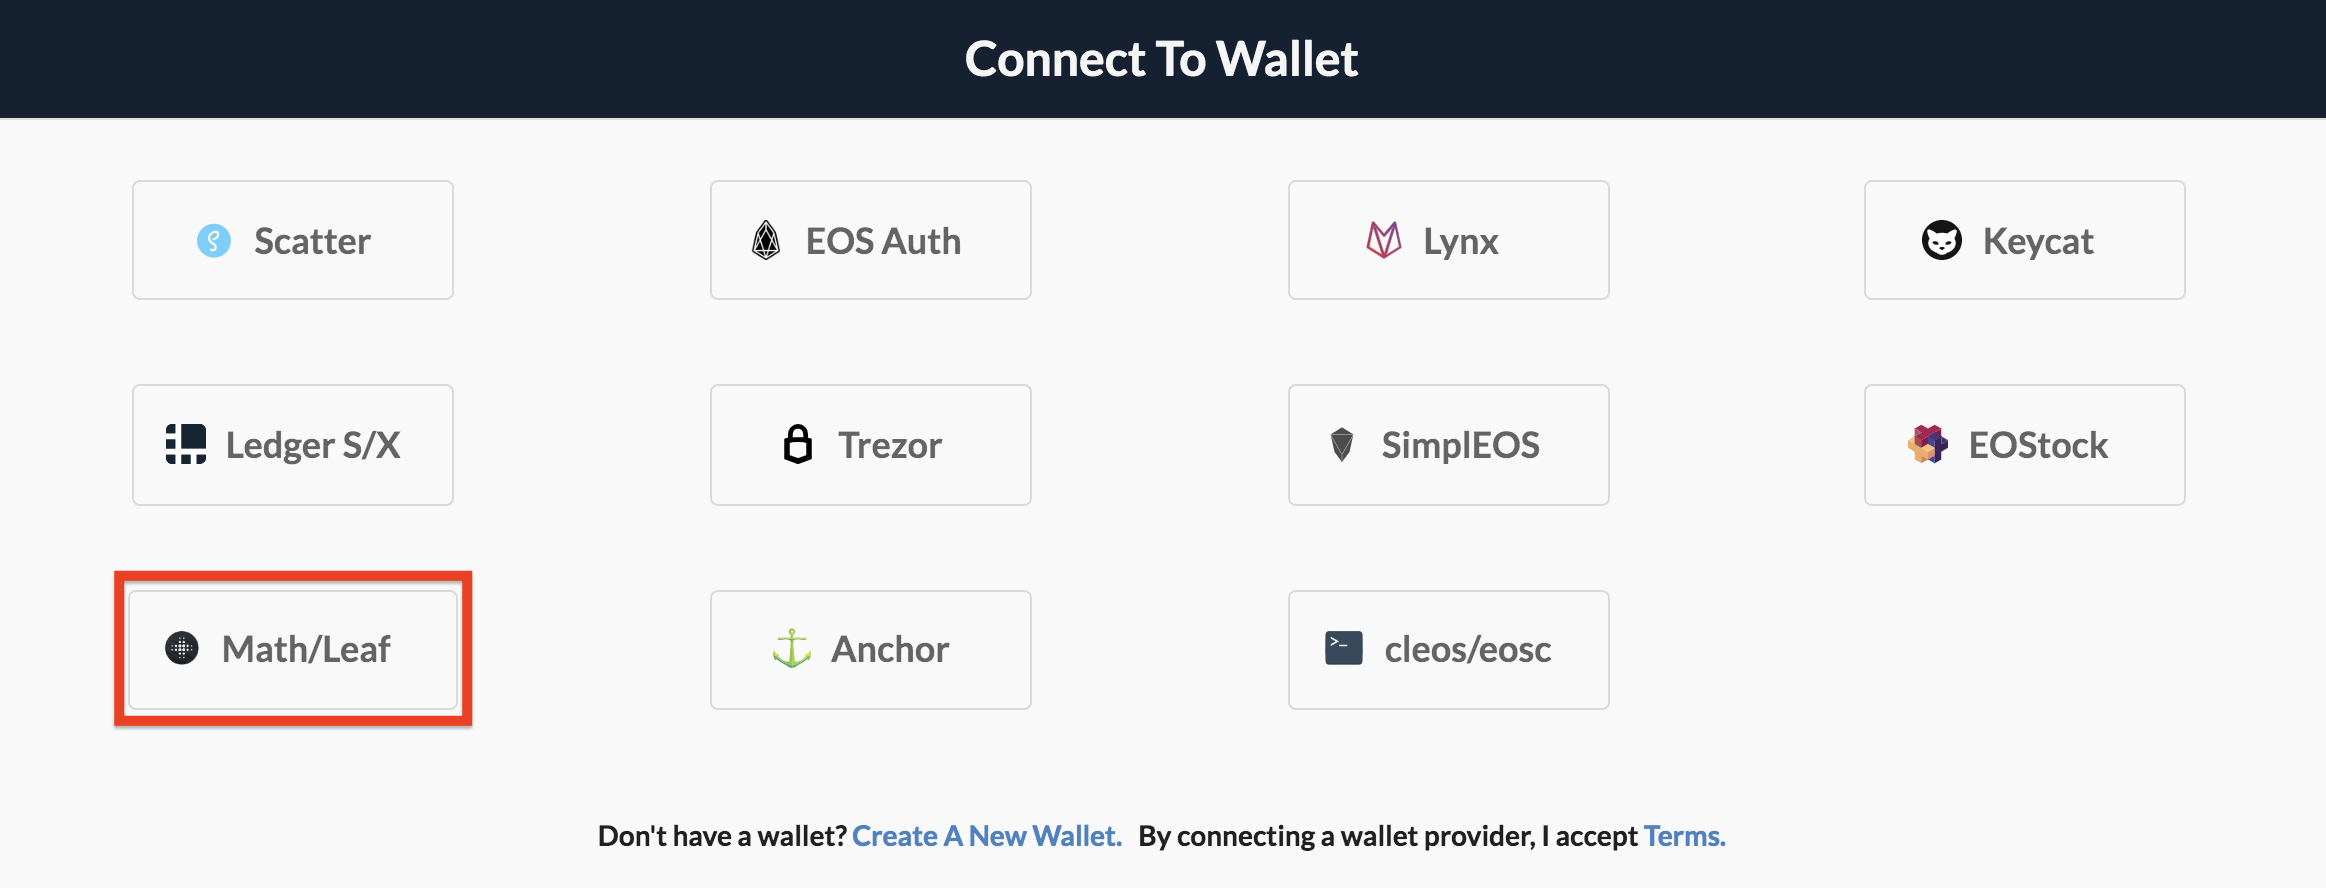 Connect To Wallet
Scatter
EOS Auth
Lynx
Keycat
Ledger S/X
Trezor
SimplEOS
EOStock
Math/Leaf
Anchor
>_ cleos/eosc
Don't have a wallet? Create A New Wallet. By connecting a wallet provider, I accept Terms.